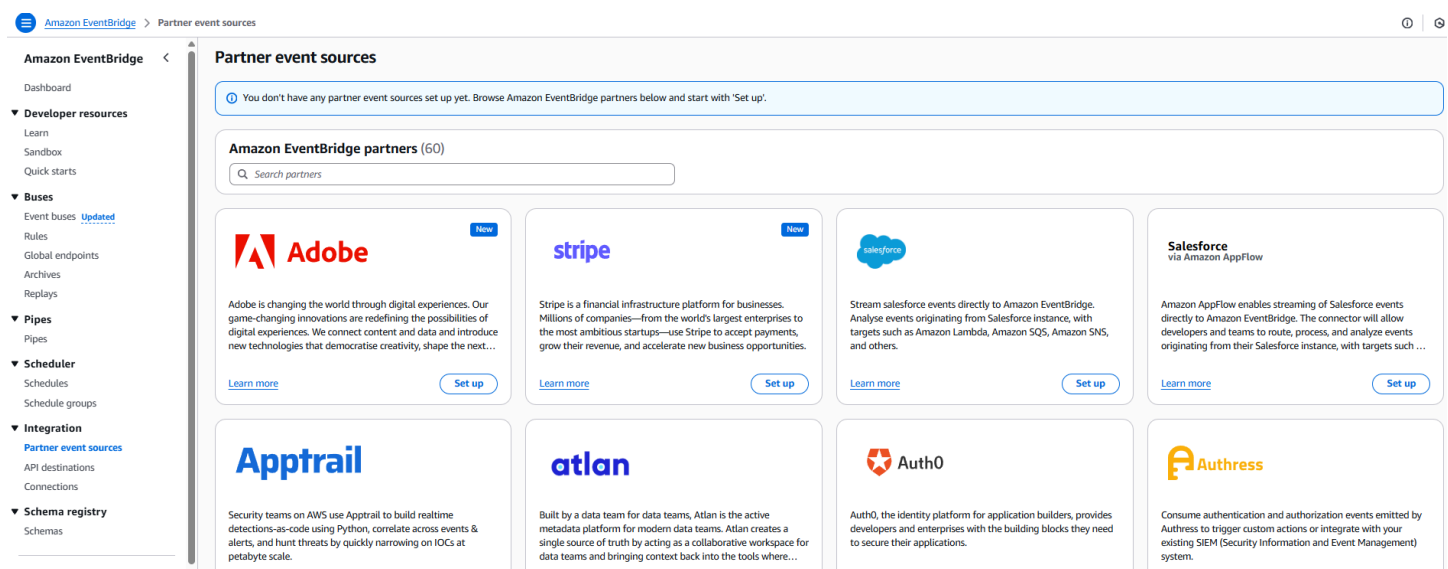 Amazon EventBridge > Partner event sources
Amazon EventBridge
Dashboard
Developer resources
Learn
Sandbox
Quick starts
Buses
Event buses Updated
Rules
Global endpoints
Archives
Replays
Pipes
Pipes
Scheduler
Schedules
Schedule groups
Integration
Partner event sources
API destinations
Connections
Schema registry
Schemas
Partner event sources
You don't have any partner event sources set up yet. Browse Amazon EventBridge partners below and start with 'Set up'.
Amazon EventBridge partners (60)
Search partners
New
Adobe
Adobe is changing the world through digital experiences. Our
game-changing innovations are redefining the possibilities of
digital experiences. We connect content and data and introduce
new technologies that democratise creativity, shape the next...
Learn more
Set up
New
stripe
Stripe is a financial infrastructure platform for businesses.
Millions of companies—from the world's largest enterprises to
the most ambitious startups—use Stripe to accept payments,
grow their revenue, and accelerate new business opportunities.
Learn more
Set up
salesforce
Stream salesforce events directly to Amazon EventBridge.
Analyse events originating from Salesforce instance, with
targets such as Amazon Lambda, Amazon SQS, Amazon SNS,
and others.
Learn more
Set up
Salesforce
via Amazon AppFlow
Amazon AppFlow enables streaming of Salesforce events
directly to Amazon EventBridge. The connector will allow
developers and teams to route, process, and analyze events
originating from their Salesforce instance, with targets such ...
Learn more
Set up
Apptrail
Security teams on AWS use Apptrail to build realtime
detections-as-code using Python, correlate across events &
alerts, and hunt threats by quickly narrowing on IOCs at
petabyte scale.
atlan
Built by a data team for data teams, Atlan is the active
metadata platform for modern data teams. Atlan creates a
single source of truth by acting as a collaborative workspace for
data teams and bringing context back into the tools where...
Auth0
Auth0, the identity platform for application builders, provides
developers and enterprises with the building blocks they need
to secure their applications.
Authress
Consume authentication and authorization events emitted by
Authress to trigger custom actions or integrate with your
existing SIEM (Security Information and Event Management)
system.